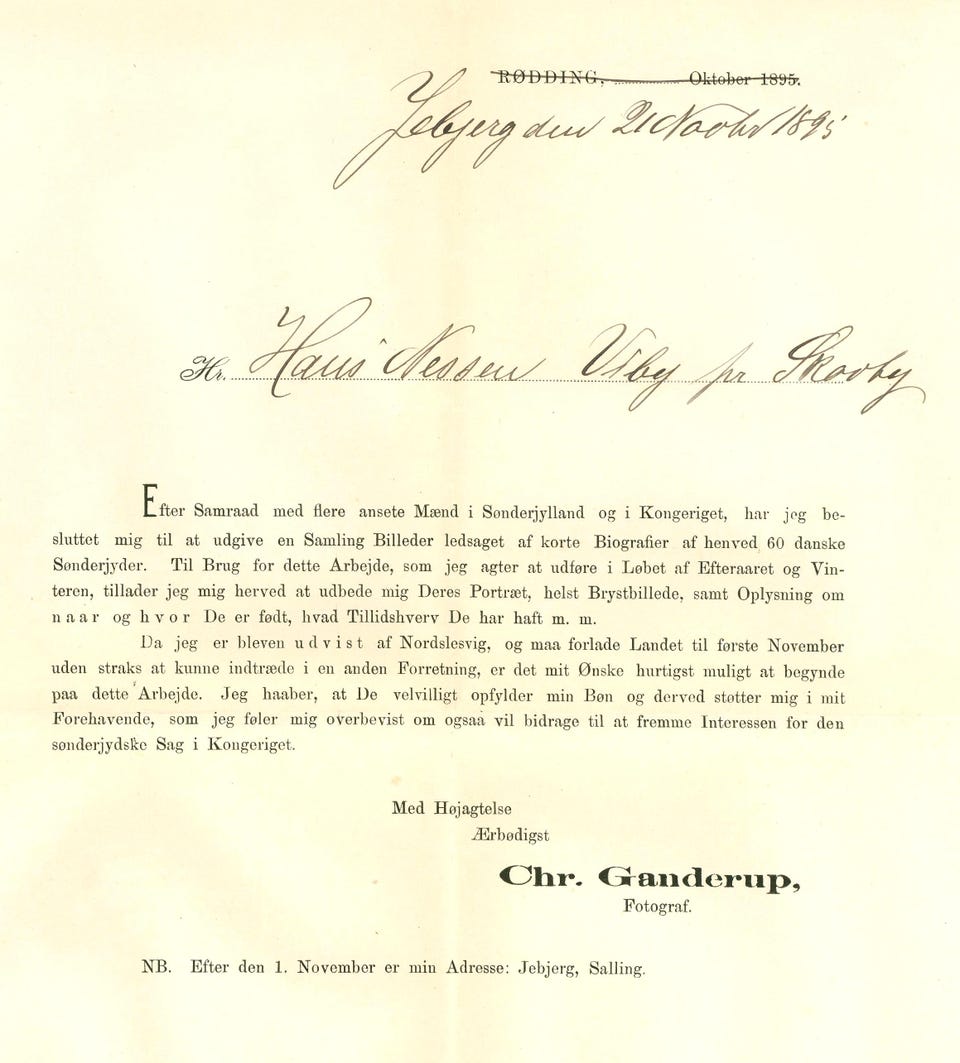 RØDDING, Oktober 1895.
Jebjerg den 21 Novbr 1895
Hr. Hans Nessen Viby pr Skovby
Efter Samraad med flere ansete Mænd i Sønderjylland og i Kongeriget, har jeg be-
sluttet mig til at udgive en Samling Billeder ledsaget af korte Biografier af henved 60 danske
Sønderjyder. Til Brug for dette Arbejde, som jeg agter at udføre i Løbet af Efteraaret og Vin-
teren, tillader jeg mig herved at udbede mig Deres Portræt, helst Brystbillede, samt Oplysning om
naar og hvor De er født, hvad Tillidshverv De har haft m. m.
Da jeg er bleven udvist af Nordslesvig, og maa forlade Landet til første November
uden straks at kunne indtræde i en anden Forretning, er det mit Ønske hurtigst muligt at begynde
paa dette Arbejde. Jeg haaber, at De velvilligt opfylder min Bøn og derved støtter mig i mit
Forehavende, som jeg føler mig overbevist om ogsaa vil bidrage til at fremme Interessen for den
sønderjydske Sag i Kongeriget.
Med Højagtelse
Ærbødigst
Chr. Ganderup,
Fotograf.
NB. Efter den 1. November er min Adresse: Jebjerg, Salling.